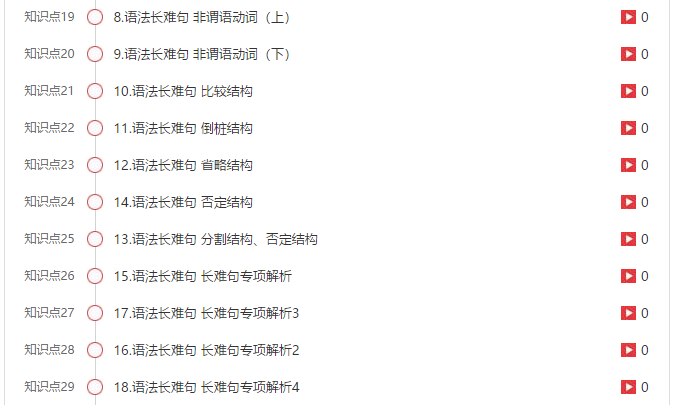 知识点19 8.语法长难句 非谓语动词（上） 0
知识点20 9.语法长难句 非谓语动词（下） 0
知识点21 10.语法长难句 比较结构 0
知识点22 11.语法长难句 倒桩结构 0
知识点23 12.语法长难句 省略结构 0
知识点24 14.语法长难句 否定结构 0
知识点25 13.语法长难句 分割结构、否定结构 0
知识点26 15.语法长难句 长难句专项解析 0
知识点27 17.语法长难句 长难句专项解析3 0
知识点28 16.语法长难句 长难句专项解析2 0
知识点29 18.语法长难句 长难句专项解析4 0